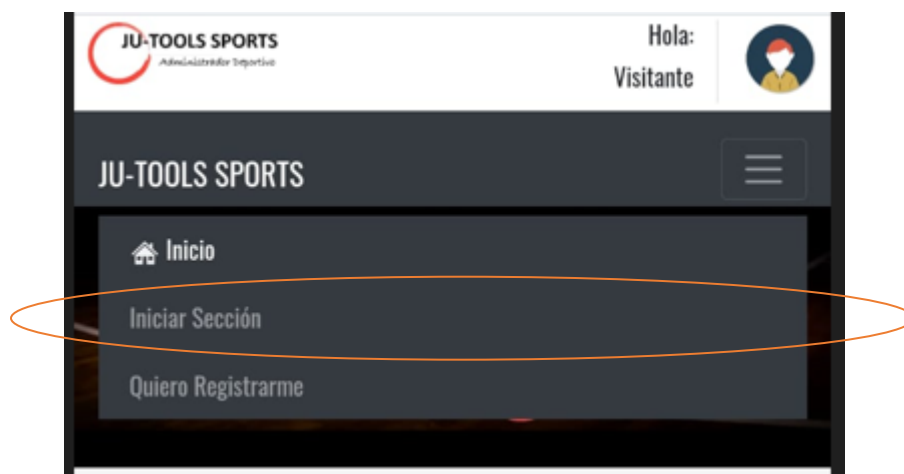 JU-TOOLS SPORTS
Administrador Deportivo
Hola:
Visitante
JU-TOOLS SPORTS
Inicio
Iniciar Sección
Quiero Registrarme